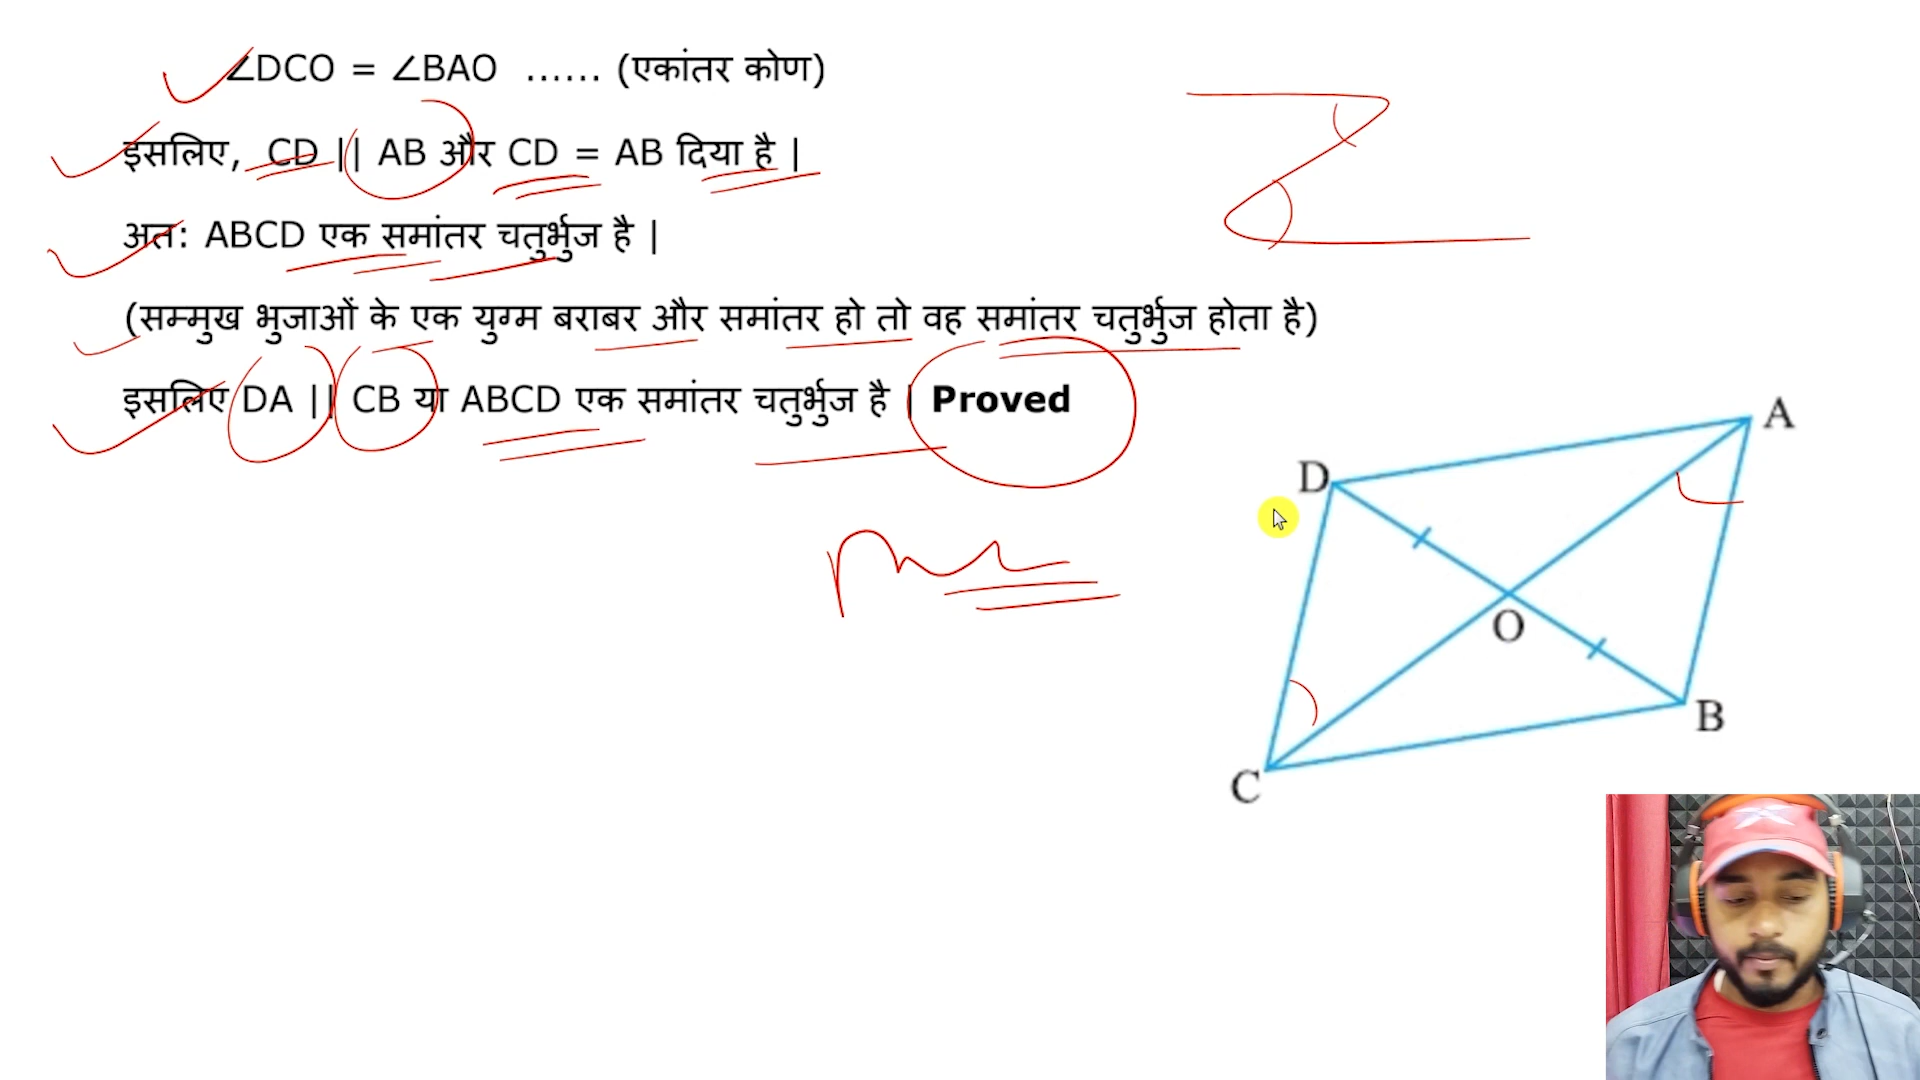 ∠DCO = ∠BAO ...... (एकांतर कोण)
इसलिए, CD || AB और CD = AB दिया है |
अत: ABCD एक समांतर चतुर्भुज है |
(सम्मुख भुजाओं के एक युग्म बराबर और समांतर हो तो वह समांतर चतुर्भुज होता है)
इसलिए DA || CB या ABCD एक समांतर चतुर्भुज है | Proved
A
D
O
B
C